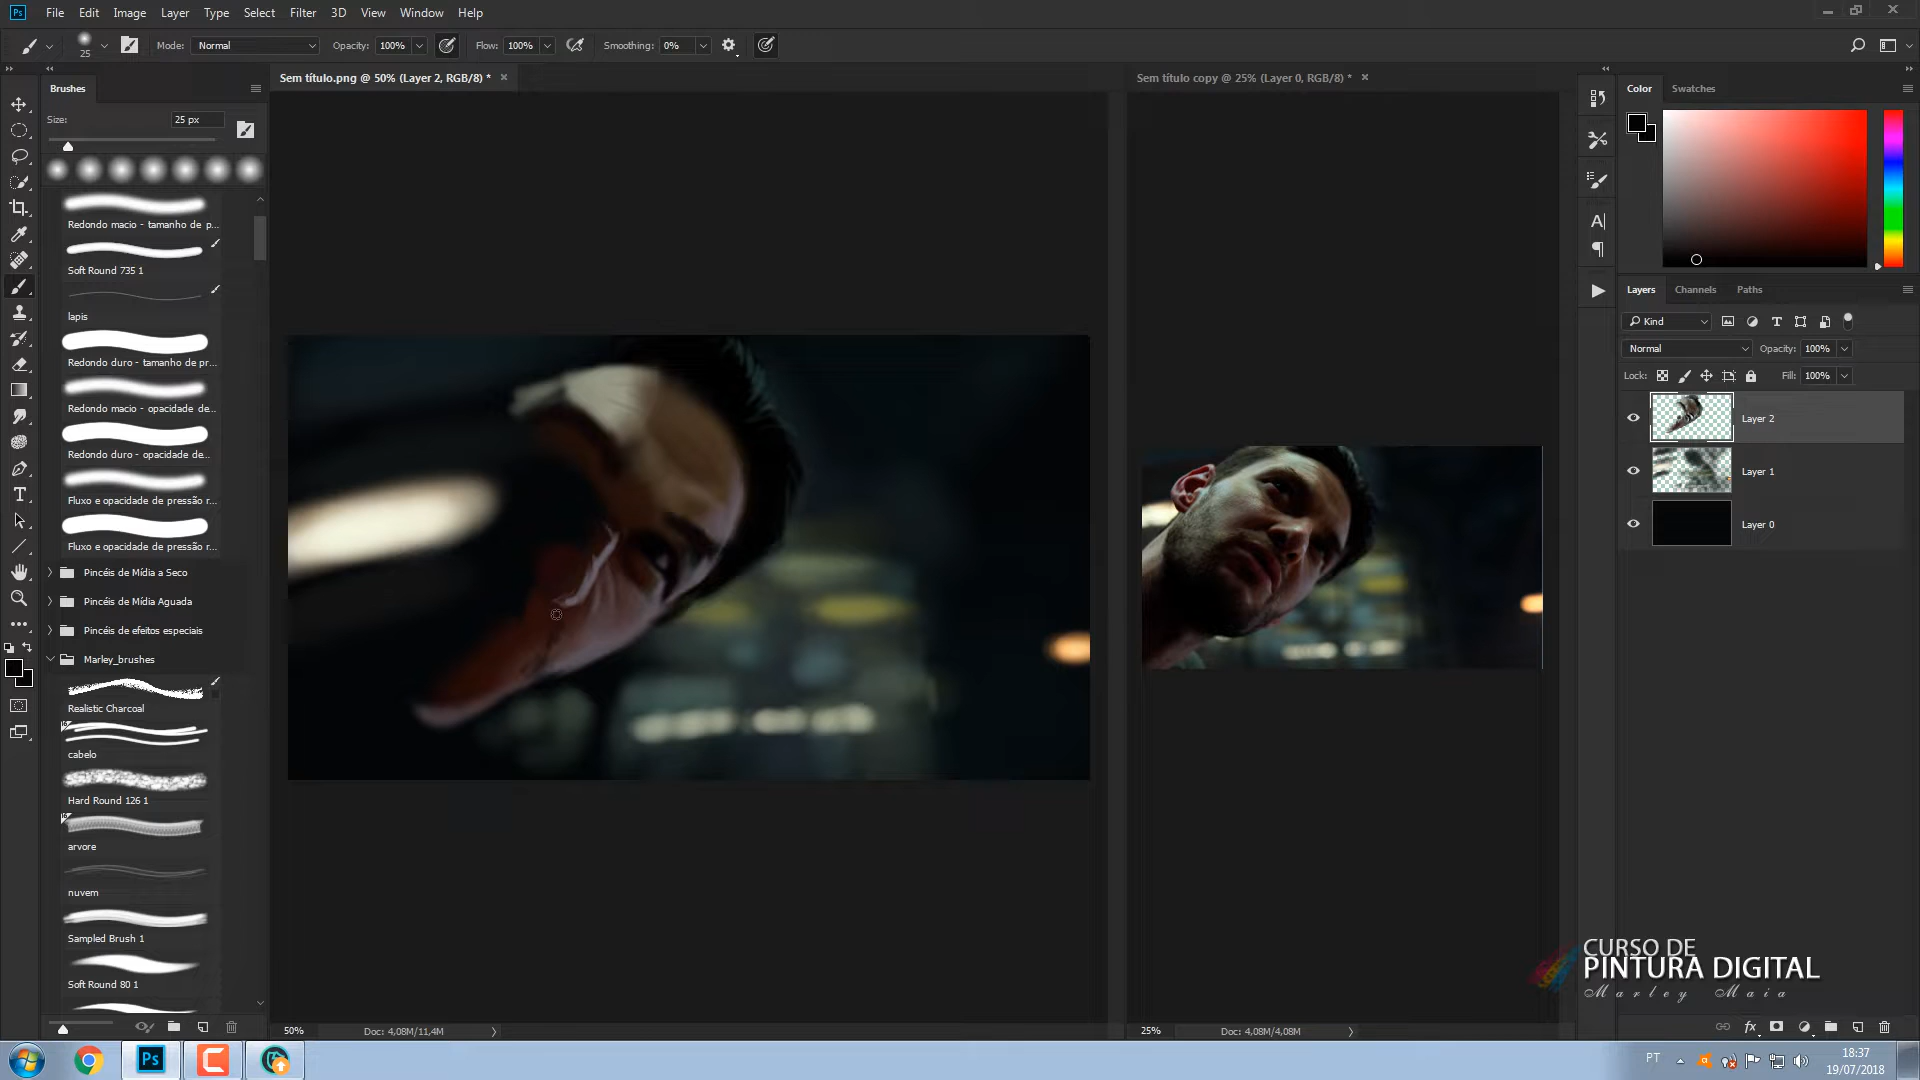 Ps File Edit Image Layer Type Select Filter 3D View Window Help
25 Mode: Normal Opacity: 100% Flow: 100% Smoothing: 0%
Brushes
Size: 25 px
Redondo macio - tamanho de p...
Soft Round 735 1
lapis
Redondo duro - tamanho de pr...
Redondo macio - opacidade de...
Redondo duro - opacidade de...
Fluxo e opacidade de pressão r...
Fluxo e opacidade de pressão r...
Pincéis de Mídia a Seco
Pincéis de Mídia Aguada
Pincéis de efeitos especiais
Marley_brushes
Realistic Charcoal
cabelo
Hard Round 126 1
arvore
nuvem
Sampled Brush 1
Soft Round 80 1
Sem título.png @ 50% (Layer 2, RGB/8) *
50% Doc: 4,08M/11,4M
Sem título copy @ 25% (Layer 0, RGB/8) *
25% Doc: 4,08M/4,08M
Color Swatches
Layers Channels Paths
Kind
Normal Opacity: 100%
Lock: Fill: 100%
Layer 2
Layer 1
Layer 0
fx
CURSO DE
PINTURA DIGITAL
Marley Maia
Ps
PT
18:37
19/07/2018